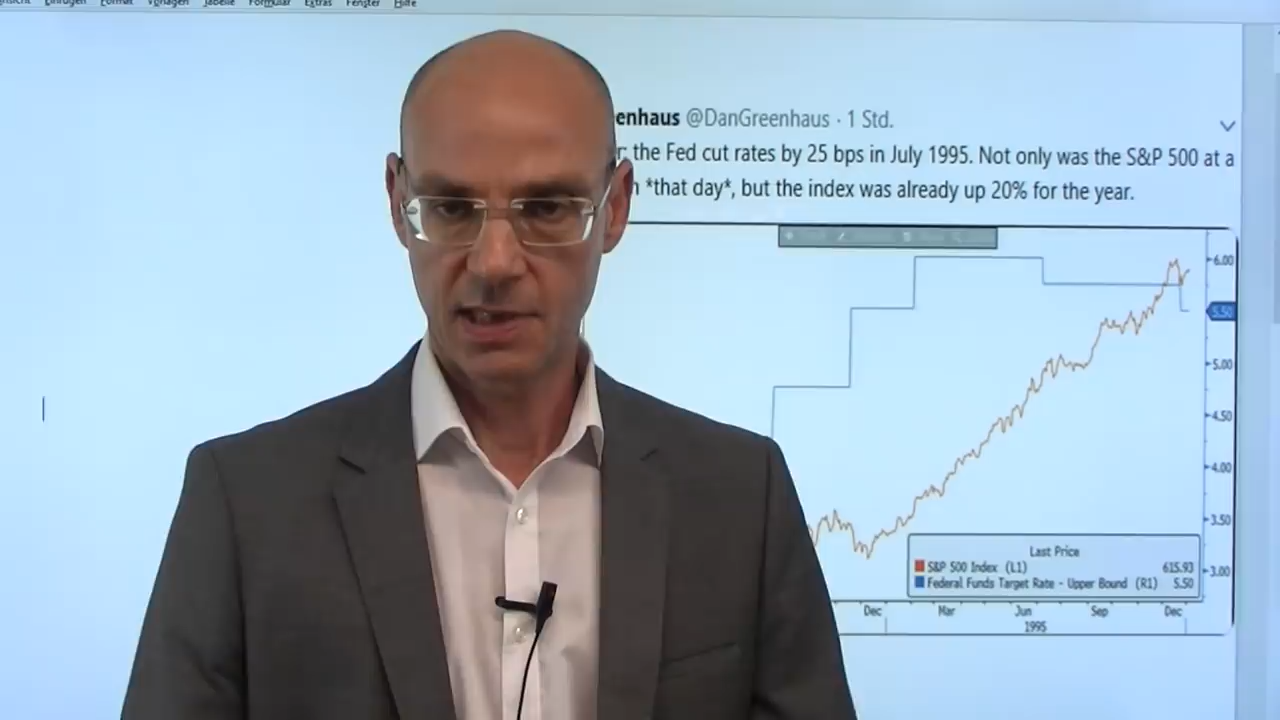 Einfügen Format Vorlagen Tabelle Formular Extras Fenster Hilfe
enhaus @DanGreenhaus · 1 Std.
the Fed cut rates by 25 bps in July 1995. Not only was the S&P 500 at a
*that day*, but the index was already up 20% for the year.
6.00
5.50
5.00
4.50
4.00
3.50
3.00
Last Price
S&P 500 Index (L1) 615.93
Federal Funds Target Rate - Upper Bound (R1) 5.50
Dec Mar Jun Sep Dec
1995